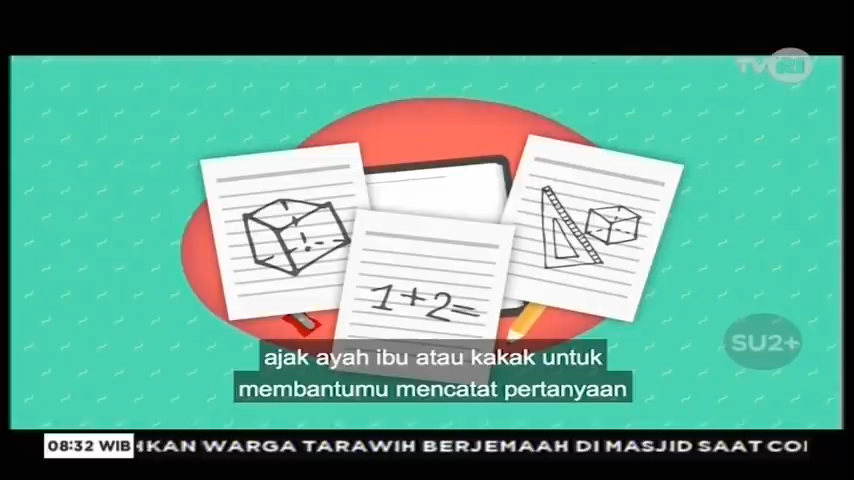 TVRI
1+2=
SU2+
ajak ayah ibu atau kakak untuk
membantumu mencatat pertanyaan
08:32 WIB HKAN WARGA TARAWIH BERJEMAAH DI MASJID SAAT CO